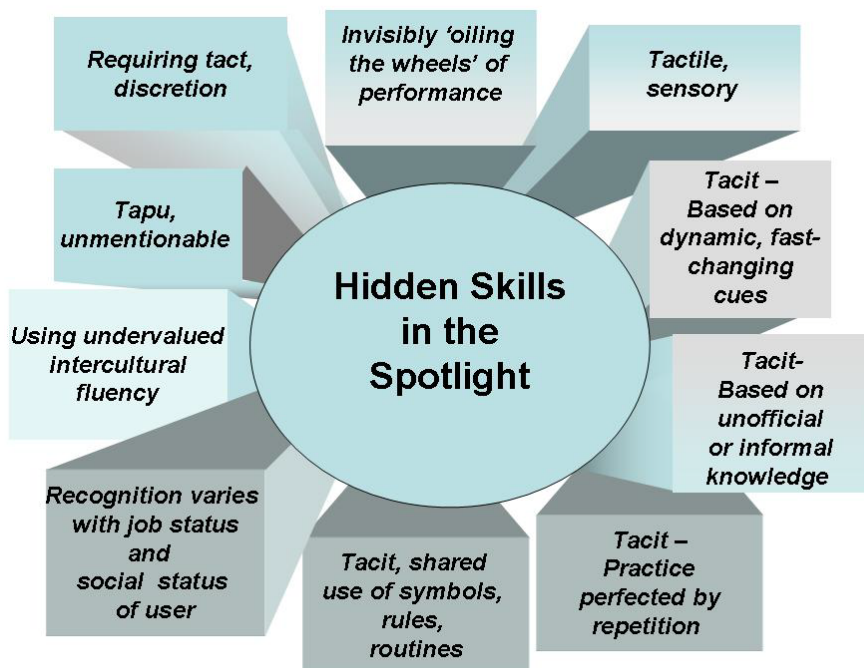 Requiring tact,
discretion
Invisibly ‘oiling
the wheels’ of
performance
Tactile,
sensory
Tacit –
Based on
dynamic, fast-
changing
cues
Tacit-
Based on
unofficial
or informal
knowledge
Tacit –
Practice
perfected by
repetition
Tacit, shared
use of symbols,
rules,
routines
Recognition varies
with job status
and
social status
of user
Using undervalued
intercultural
fluency
Tapu,
unmentionable
Hidden Skills
in the
Spotlight